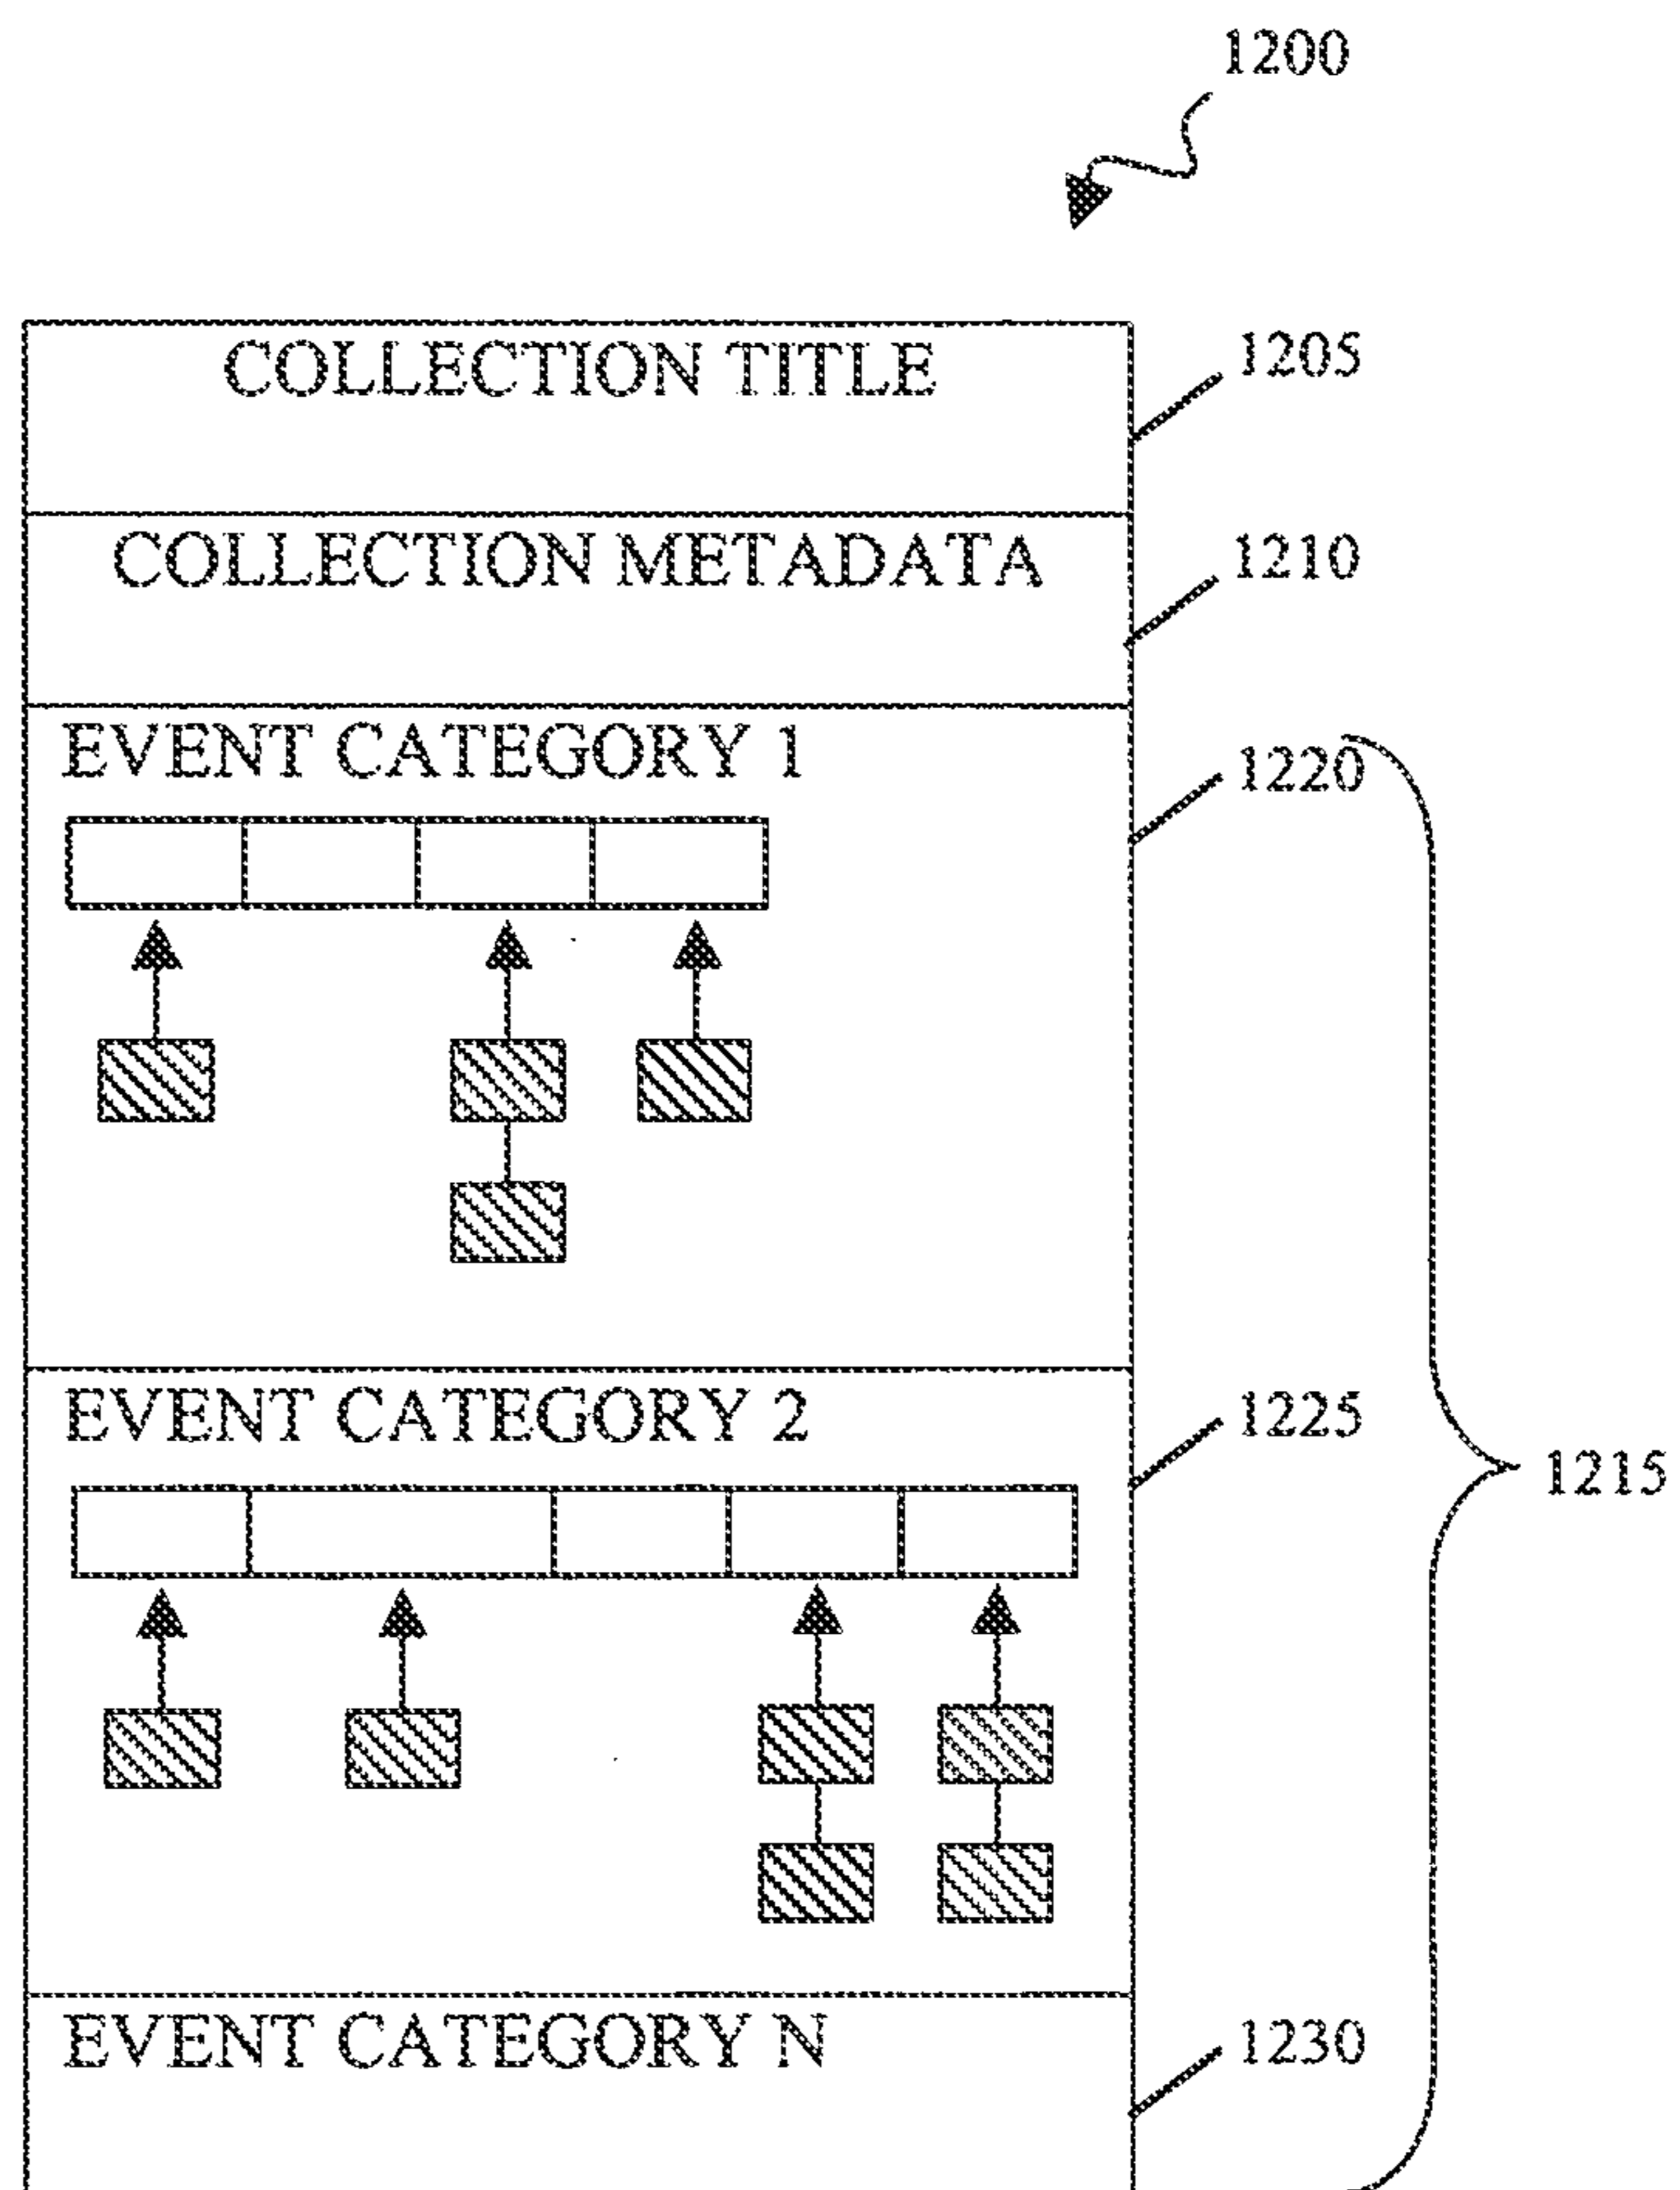 1200
COLLECTION TITLE
1205
COLLECTION METADATA
1210
EVENT CATEGORY 1
1220
EVENT CATEGORY 2
1225
1215
EVENT CATEGORY N
1230